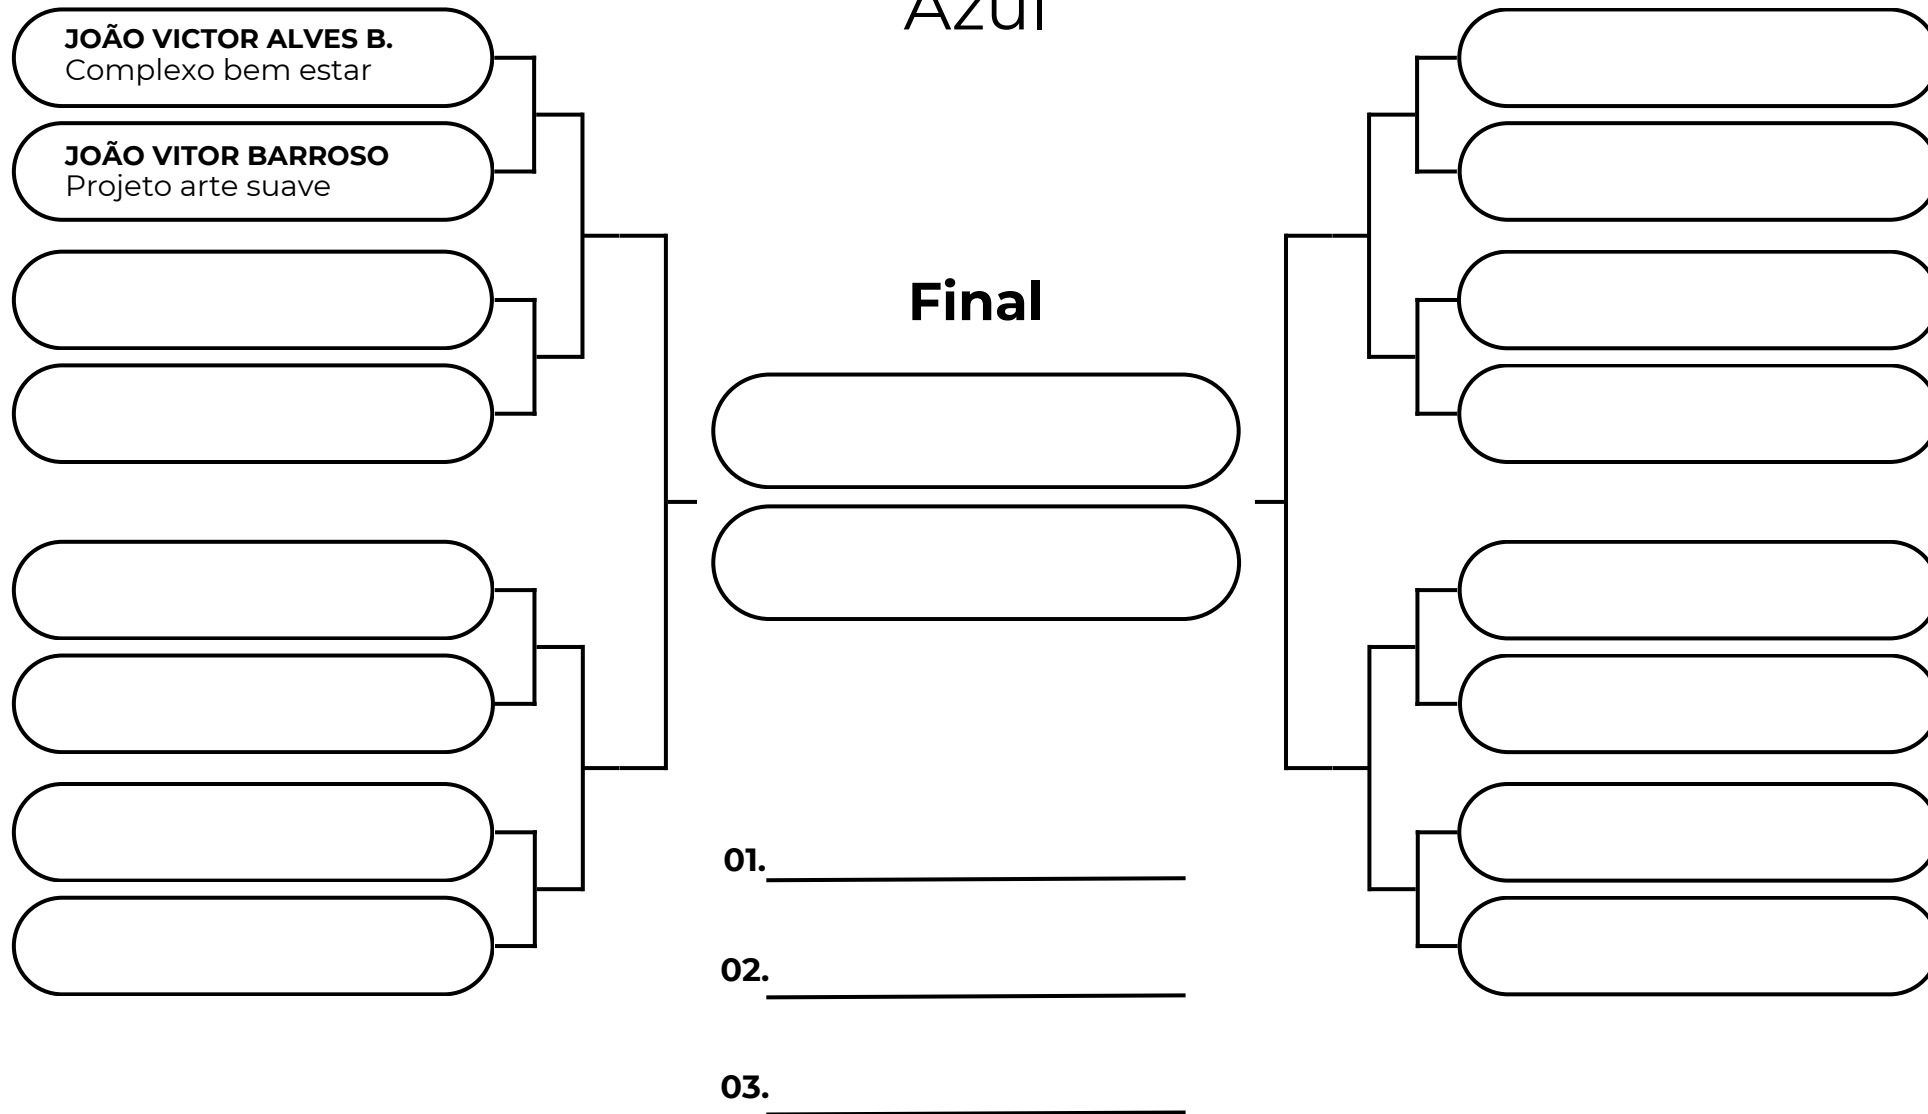 Azul
JOÃO VICTOR ALVES B.
Complexo bem estar
JOÃO VITOR BARROSO
Projeto arte suave
Final
01.
02.
03.